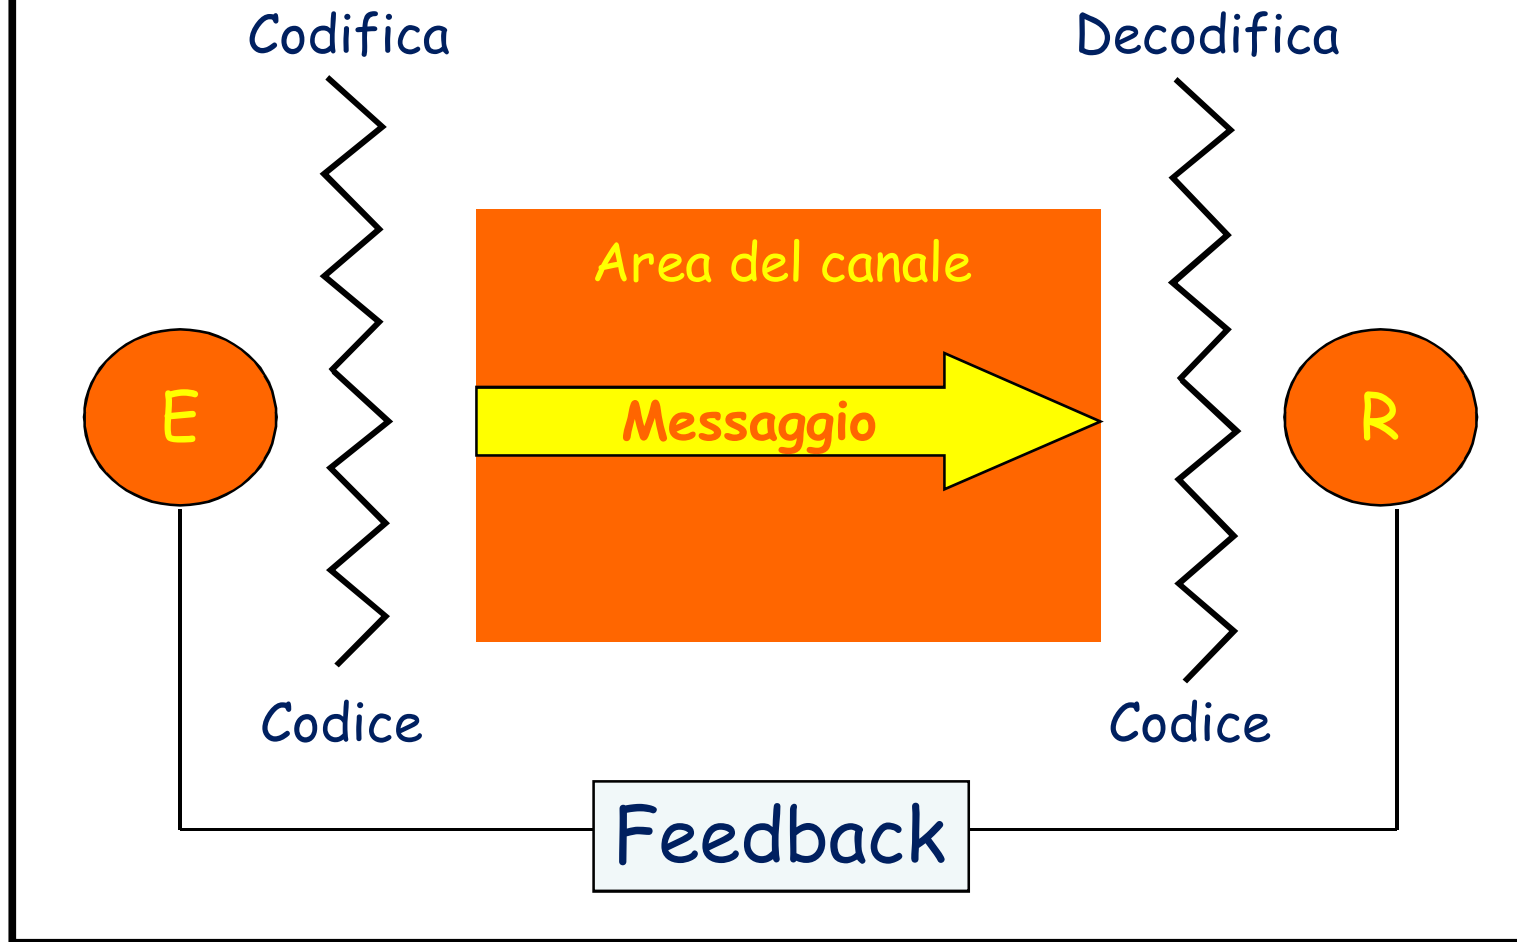 Codifica
Decodifica
Area del canale
E
Messaggio
R
Codice
Codice
Feedback